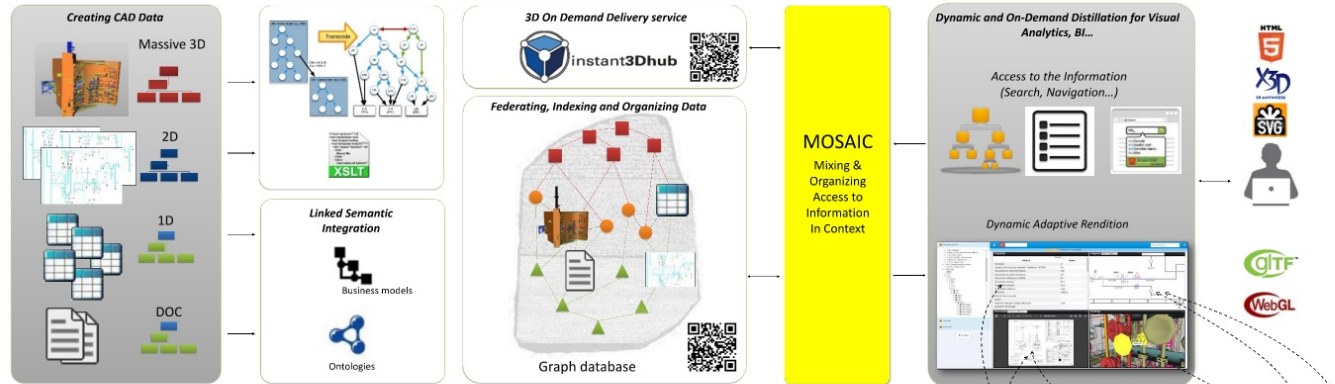 Creating CAD Data
Massive 3D
2D
1D
DOC
Transcode
XSLT
Linked Semantic
Integration
Business models
Ontologies
3D On Demand Delivery service
instant3Dhub
Federating, Indexing and Organizing Data
Graph database
MOSAIC
Mixing &
Organizing
Access to
Information
In Context
Dynamic and On-Demand Distillation for Visual
Analytics, BI...
Access to the Information
(Search, Navigation...)
Dynamic Adaptive Rendition
HTML
5
X3D
SVG
glTF™
WebGL